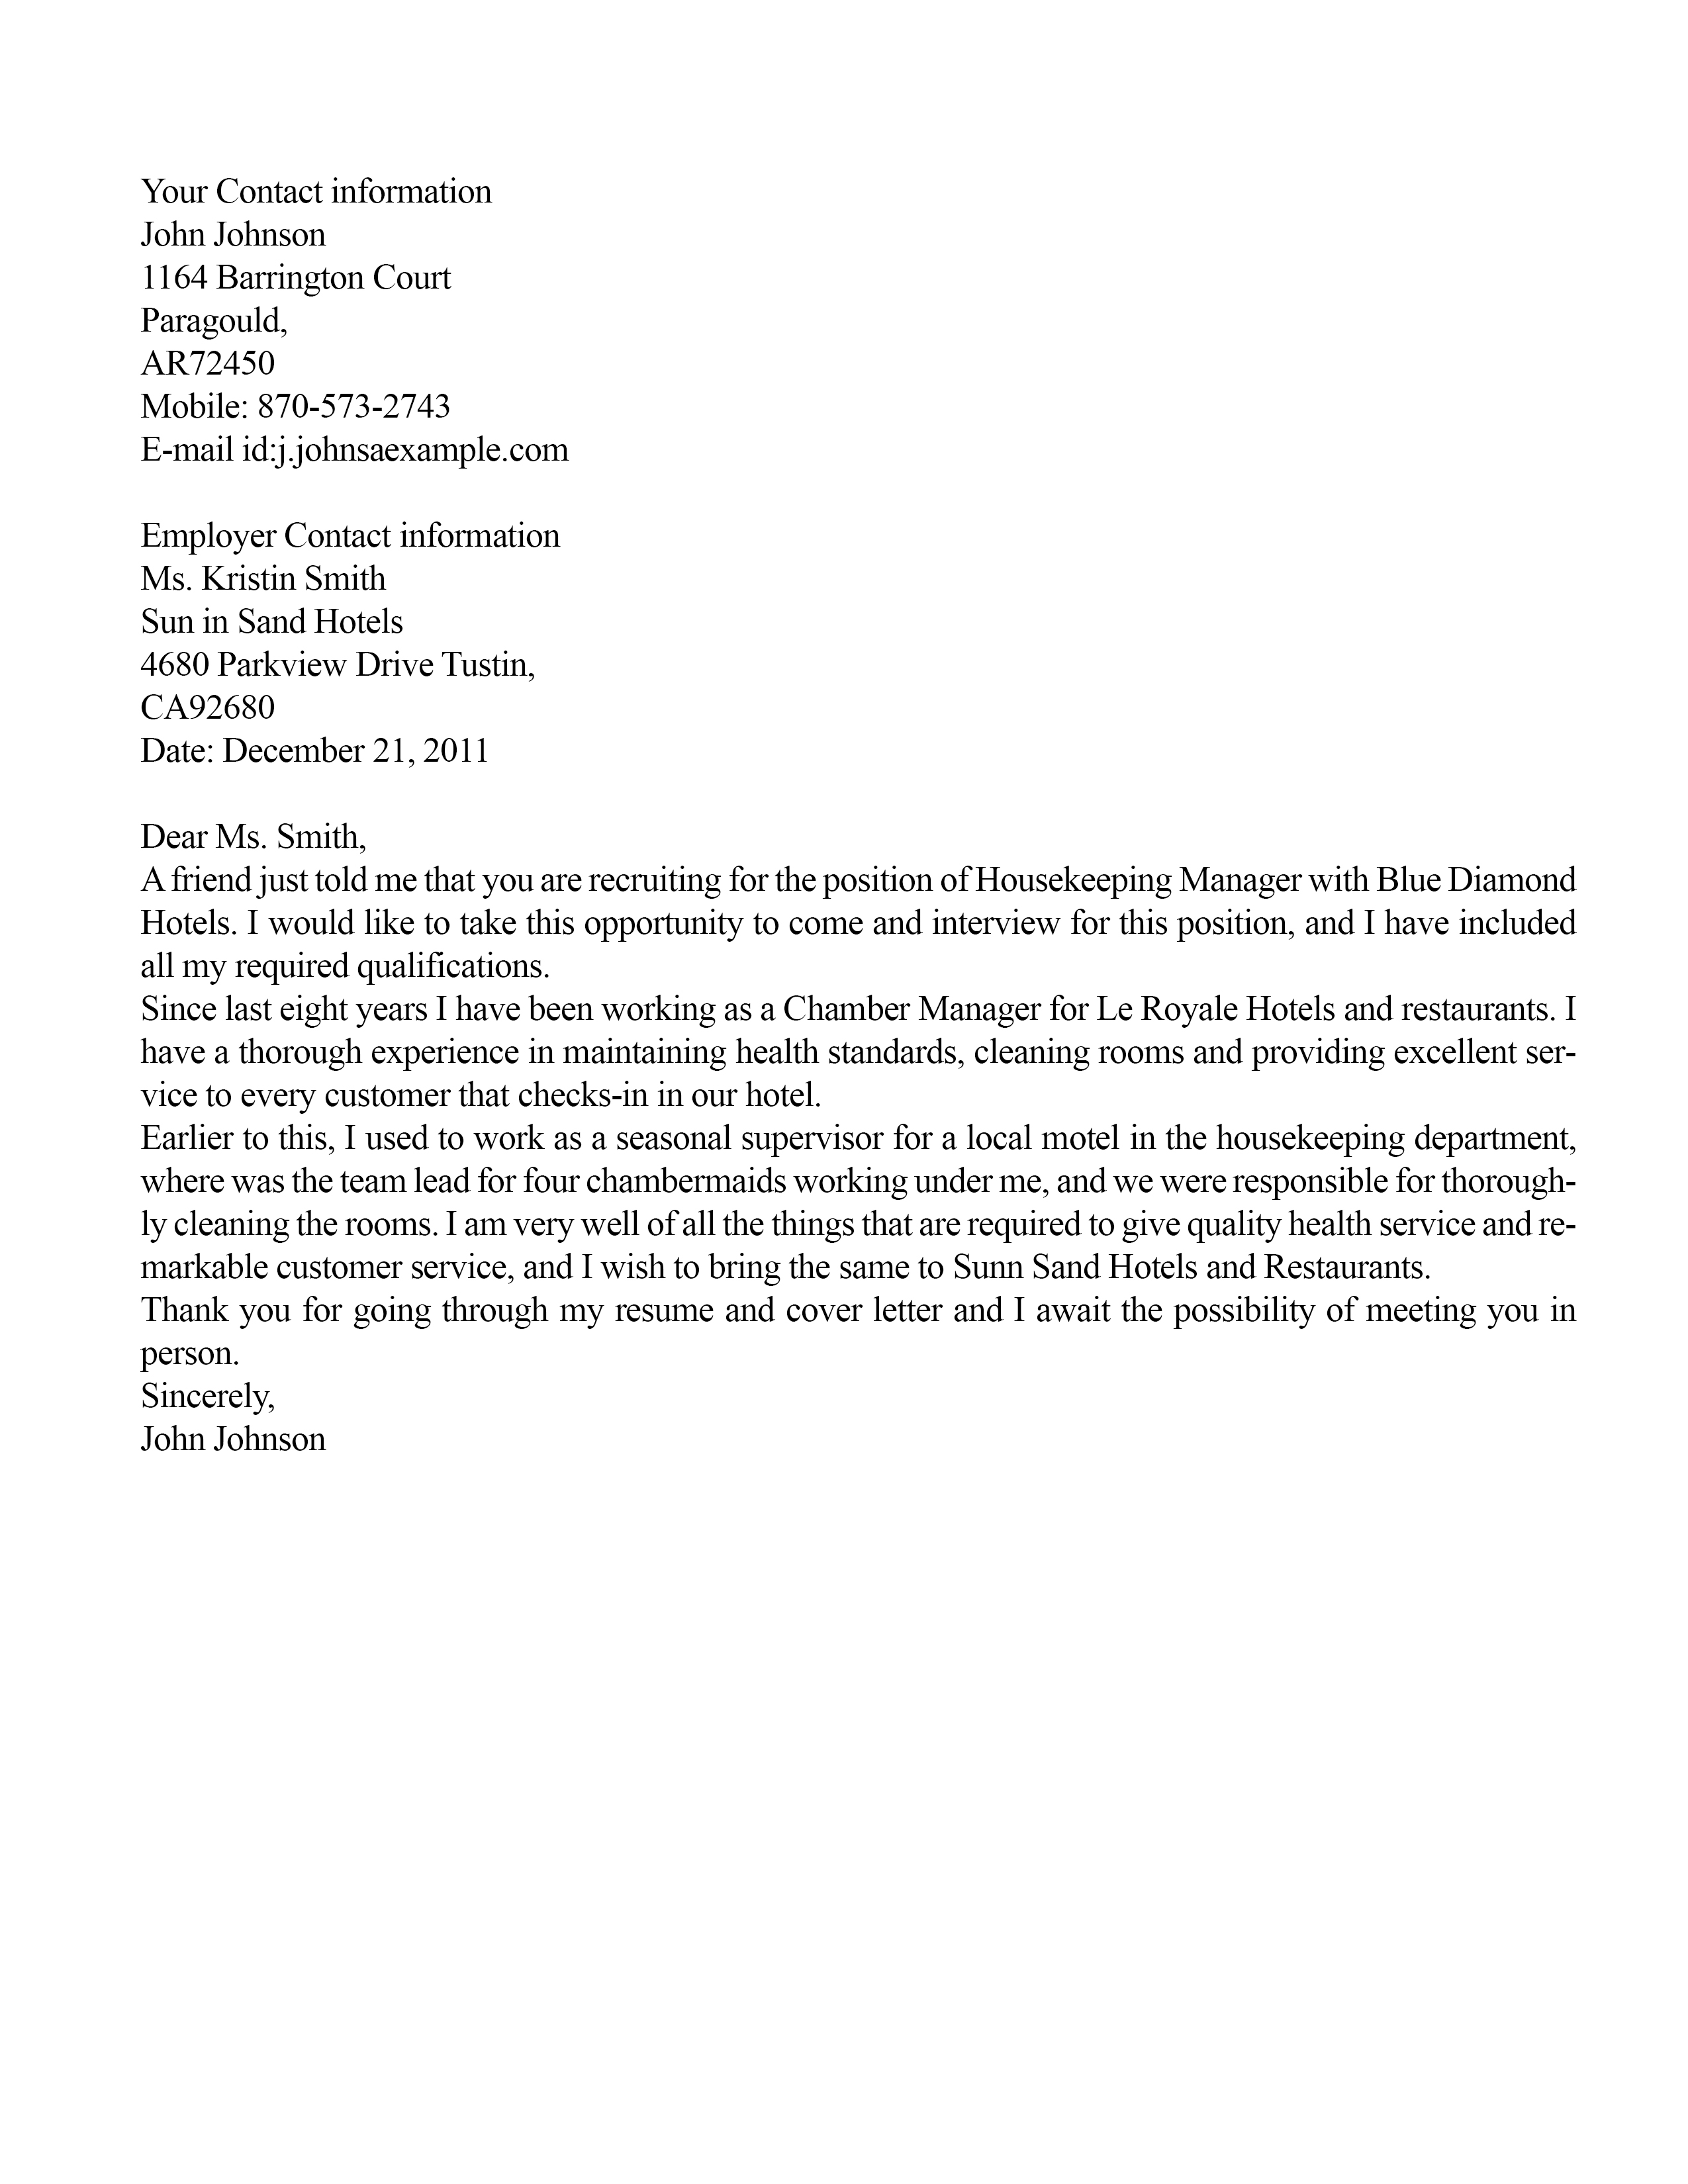 Your Contact information
John Johnson
1164 Barrington Court
Paragould,
AR72450
Mobile: 870-573-2743
E-mail id:j.johnsaexample.com
Employer Contact information
Ms. Kristin Smith
Sun in Sand Hotels
4680 Parkview Drive Tustin,
CA92680
Date: December 21, 2011
Dear Ms. Smith,
A friend just told me that you are recruiting for the position of Housekeeping Manager with Blue Diamond
Hotels. I would like to take this opportunity to come and interview for this position, and I have included
all my required qualifications.
Since last eight years I have been working as a Chamber Manager for Le Royale Hotels and restaurants. I
have a thorough experience in maintaining health standards, cleaning rooms and providing excellent ser-
vice to every customer that checks-in in our hotel.
Earlier to this, I used to work as a seasonal supervisor for a local motel in the housekeeping department,
where was the team lead for four chambermaids working under me, and we were responsible for thorough-
ly cleaning the rooms. I am very well of all the things that are required to give quality health service and re-
markable customer service, and I wish to bring the same to Sunn Sand Hotels and Restaurants.
Thank you for going through my resume and cover letter and I await the possibility of meeting you in
person.
Sincerely,
John Johnson